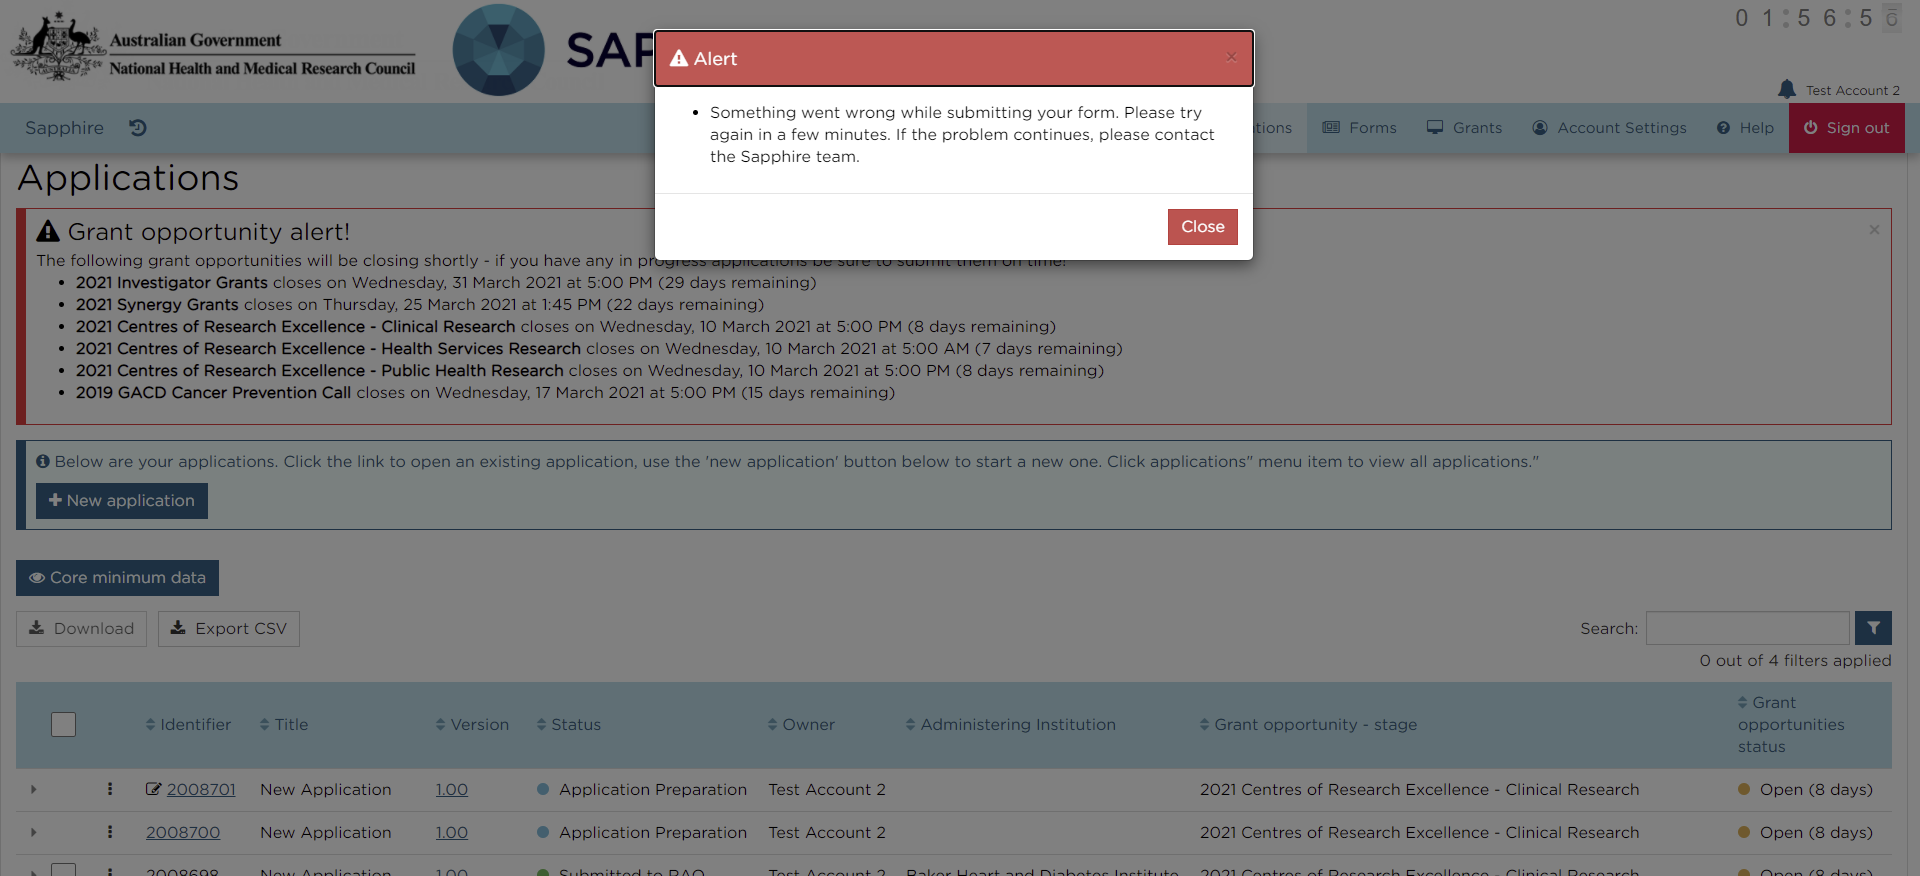 Australian Government
National Health and Medical Research Council
SAP
01:56:5
Test Account 2
Alert
×
Something went wrong while submitting your form. Please try
again in a few minutes. If the problem continues, please contact
the Sapphire team.
Close
Sapphire
Forms
Grants
Account Settings
Help
Sign out
Applications
Grant opportunity alert!
×
The following grant opportunities will be closing shortly - if you have any in progress applications be sure to submit them on time!
2021 Investigator Grants closes on Wednesday, 31 March 2021 at 5:00 PM (29 days remaining)
2021 Synergy Grants closes on Thursday, 25 March 2021 at 1:45 PM (22 days remaining)
2021 Centres of Research Excellence - Clinical Research closes on Wednesday, 10 March 2021 at 5:00 PM (8 days remaining)
2021 Centres of Research Excellence - Health Services Research closes on Wednesday, 10 March 2021 at 5:00 AM (7 days remaining)
2021 Centres of Research Excellence - Public Health Research closes on Wednesday, 10 March 2021 at 5:00 PM (8 days remaining)
2019 GACD Cancer Prevention Call closes on Wednesday, 17 March 2021 at 5:00 PM (15 days remaining)
Below are your applications. Click the link to open an existing application, use the 'new application' button below to start a new one. Click applications" menu item to view all applications."
+ New application
Core minimum data
Download Export CSV Search:
0 out of 4 filters applied
Identifier Title Version Status Owner Administering Institution Grant opportunity - stage Grant
opportunities
status
2008701 New Application 1.00 Application Preparation Test Account 2 2021 Centres of Research Excellence - Clinical Research Open (8 days)
2008700 New Application 1.00 Application Preparation Test Account 2 2021 Centres of Research Excellence - Clinical Research Open (8 days)
2008698 New Application 1.00 Submitted to RAO Test Account 2 Baker Heart and Diabetes Institute 2021 Centres of Research Excellence - Clinical Research Open (8 days)